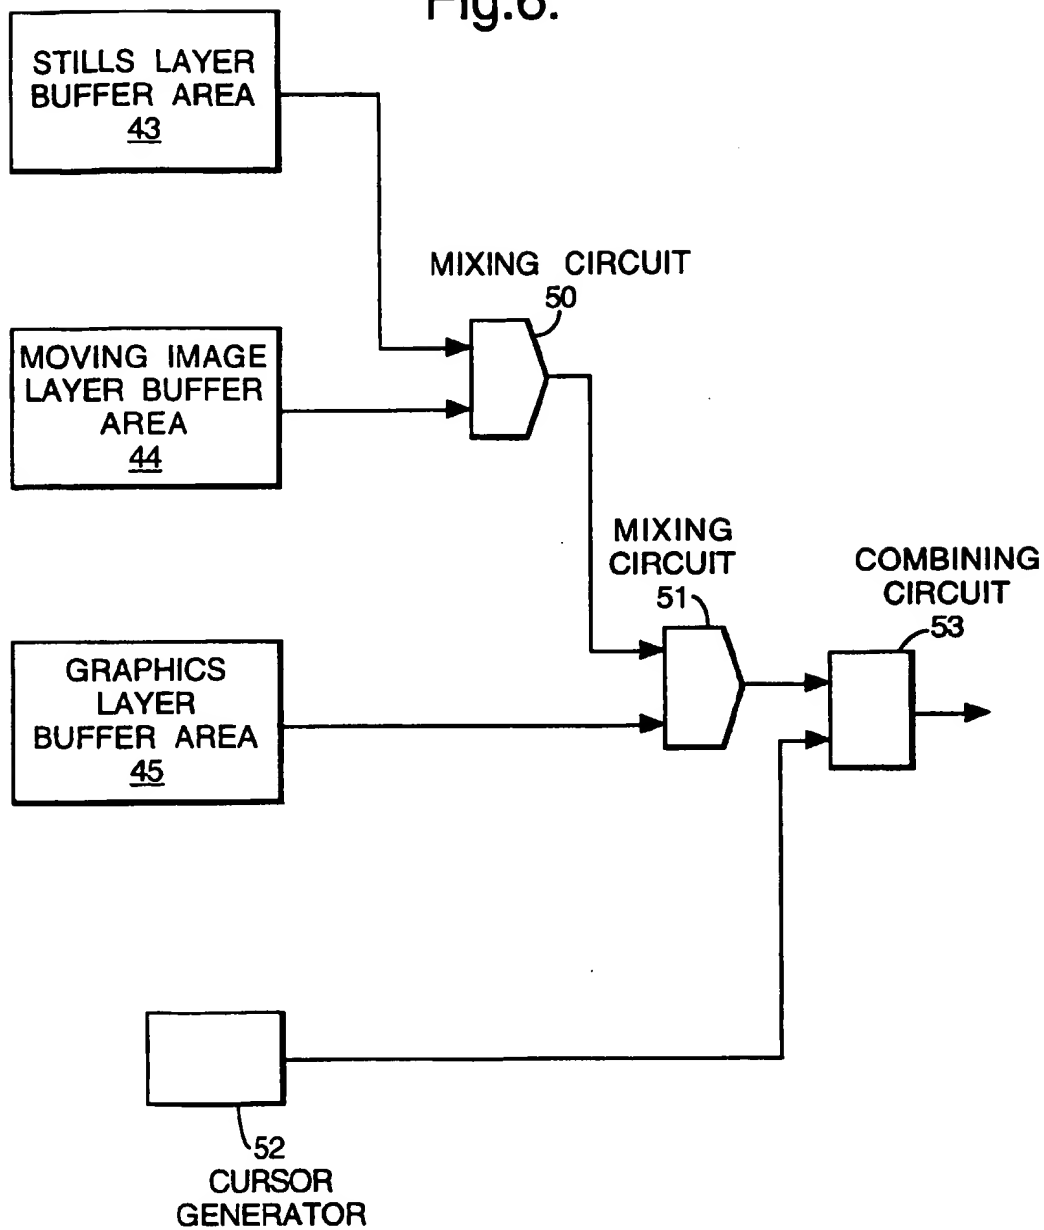 Fig.6.
STILLS LAYER
BUFFER AREA
43
MIXING CIRCUIT
50
MOVING IMAGE
LAYER BUFFER
AREA
44
MIXING
CIRCUIT
51
COMBINING
CIRCUIT
53
GRAPHICS
LAYER
BUFFER AREA
45
52
CURSOR
GENERATOR